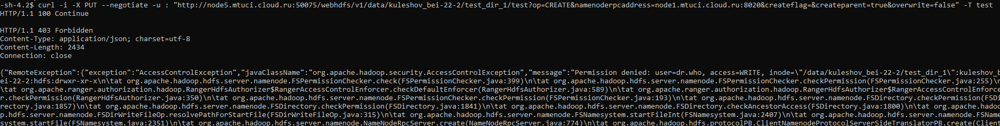 -sh-4.2$ curl -i -X PUT --negotiate -u : "http://node5.mtuci.cloud.ru:50075/webhdfs/v1/data/kuleshov_bei-22-2/test_dir_1/test?op=CREATE&namenoderpcaddress=node1.mtuci.cloud.ru:8020&createflag=&createparent=true&overwrite=false" -T test
HTTP/1.1 100 Continue
HTTP/1.1 403 Forbidden
Content-Type: application/json; charset=utf-8
Content-Length: 2434
Connection: close
{"RemoteException":{"exception":"AccessControlException","javaClassName":"org.apache.hadoop.security.AccessControlException","message":"Permission denied: user=dr.who, access=WRITE, inode=\"/data/kuleshov_bei-22-2/test_dir_1\":kuleshov_b
ei-22-2:hdfs:drwxr-xr-x\n\tat org.apache.hadoop.hdfs.server.namenode.FSPermissionChecker.check(FSPermissionChecker.java:399)\n\tat org.apache.hadoop.hdfs.server.namenode.FSPermissionChecker.checkPermission(FSPermissionChecker.java:255)\n
\tat org.apache.ranger.authorization.hadoop.RangerHdfsAuthorizer$RangerAccessControlEnforcer.checkDefaultEnforcer(RangerHdfsAuthorizer.java:589)\n\tat org.apache.ranger.authorization.hadoop.RangerHdfsAuthorizer$RangerAccessControlEnforce
r.checkPermission(RangerHdfsAuthorizer.java:350)\n\tat org.apache.hadoop.hdfs.server.namenode.FSPermissionChecker.checkPermission(FSPermissionChecker.java:193)\n\tat org.apache.hadoop.hdfs.server.namenode.FSDirectory.checkPermission(FSDi
rectory.java:1857)\n\tat org.apache.hadoop.hdfs.server.namenode.FSDirectory.checkPermission(FSDirectory.java:1841)\n\tat org.apache.hadoop.hdfs.server.namenode.FSDirectory.checkAncestorAccess(FSDirectory.java:1800)\n\tat org.apache.hadoo
p.hdfs.server.namenode.FSDirWriteFileOp.resolvePathForStartFile(FSDirWriteFileOp.java:315)\n\tat org.apache.hadoop.hdfs.server.namenode.FSNamesystem.startFileInt(FSNamesystem.java:2407)\n\tat org.apache.hadoop.hdfs.server.namenode.FSName
system.startFile(FSNamesystem.java:2351)\n\tat org.apache.hadoop.hdfs.server.namenode.NameNodeRpcServer.create(NameNodeRpcServer.java:774)\n\tat org.apache.hadoop.hdfs.protocolPB.ClientNamenodeProtocolServerSideTranslatorPB.create(Client